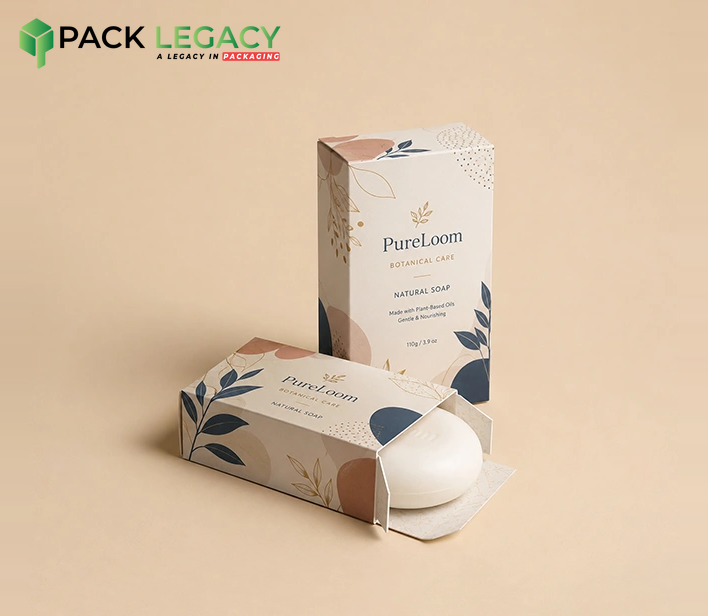 PACK LEGACY
A LEGACY IN PACKAGING
PureLoom
BOTANICAL CARE
NATURAL SOAP
Made with Plant-Based Oils
Gentle & Nourishing
110g / 3.9 oz
PureLoom
BOTANICAL CARE
NATURAL SOAP